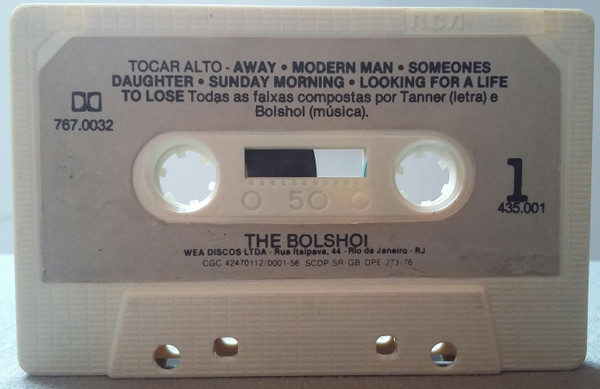 RCA
TOCAR ALTO - AWAY • MODERN MAN • SOMEONES
DAUGHTER • SUNDAY MORNING • LOOKING FOR A LIFE
TO LOSE Todas as faixas compostas por Tanner (letra) e
Bolshoi (música).
767.0032
50
1
435.001
THE BOLSHOI
WEA DISCOS LTDA - Rua Itaipava, 44 - Rio de Janeiro - RJ
CGC 42470112/0001-56 SCDP-SR-GB DPE-273-76